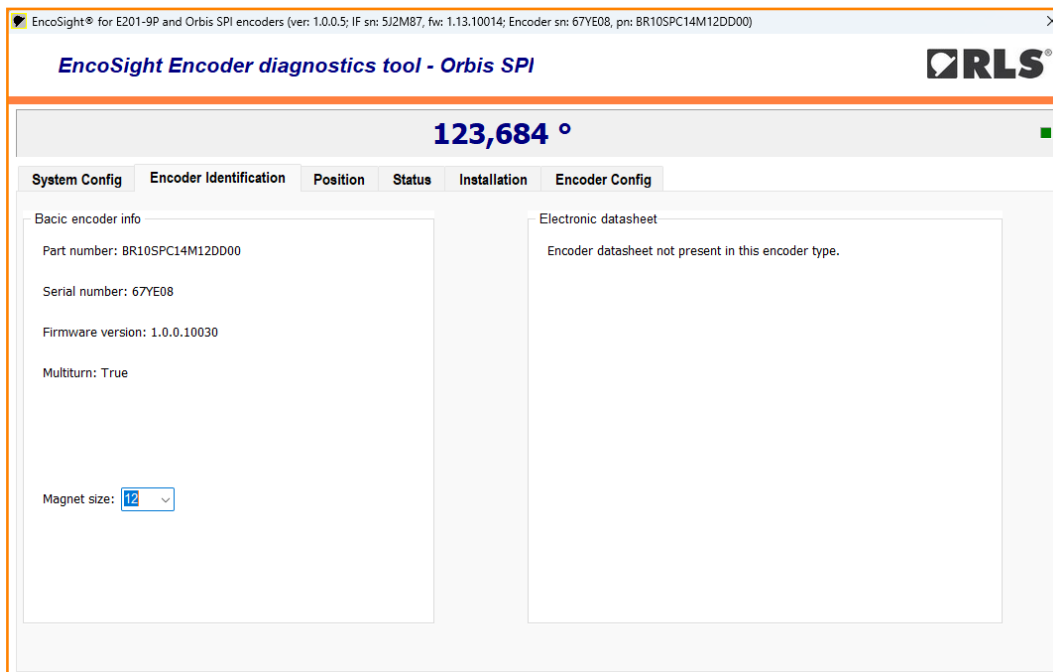 EncoSight® for E201-9P and Orbis SPI encoders (ver: 1.0.0.5; IF sn: 5J2M87, fw: 1.13.10014; Encoder sn: 67YE08, pn: BR10SPC14M12DD00)
EncoSight Encoder diagnostics tool - Orbis SPI
RLS®
123,684 °
System Config
Encoder Identification
Position
Status
Installation
Encoder Config
Bacic encoder info
Part number: BR10SPC14M12DD00
Serial number: 67YE08
Firmware version: 1.0.0.10030
Multiturn: True
Magnet size: 12
Electronic datasheet
Encoder datasheet not present in this encoder type.